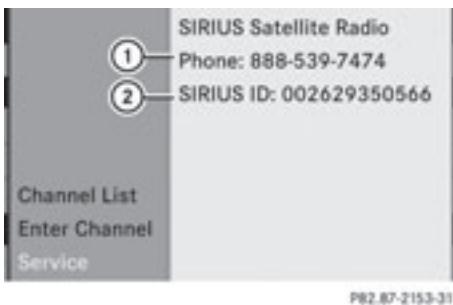 SIRIUS Satellite Radio
1 Phone: 888-539-7474
2 SIRIUS ID: 002629350566
Channel List
Enter Channel
Service
P82.87-2153-31